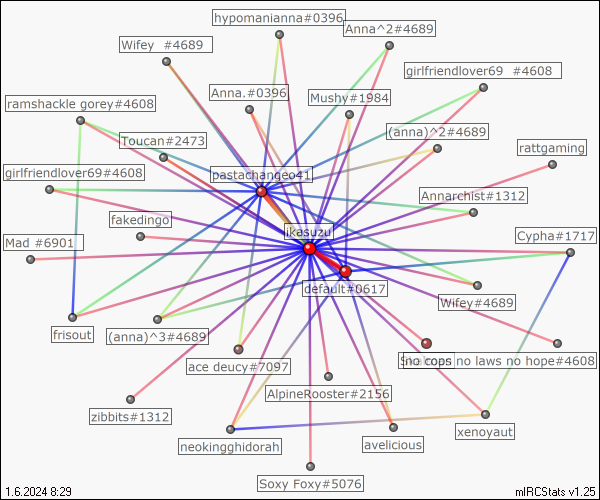 hypomanianna#0396
Anna^2#4689
Wifey #4689
girlfriendlover69 #4608
Anna.#0396
Mushy#1984
ramshackle gorey#4608
(anna)^2#4689
Toucan#2473
rattgaming
girlfriendlover69#4608
pastachangeo41
Annarchist#1312
fakedingo
ikasuzu
Mad #6901
Cypha#1717
default#0617
Wifey#4689
frisout
(anna)^3#4689
ace deucy#7097
no cops no laws no hope#4608
AlpineRooster#2156
zibbits#1312
neokingghidorah
avelicious
xenoyaut
Soxy Foxy#5076
1.6.2024 8:29
mIRCStats v1.25